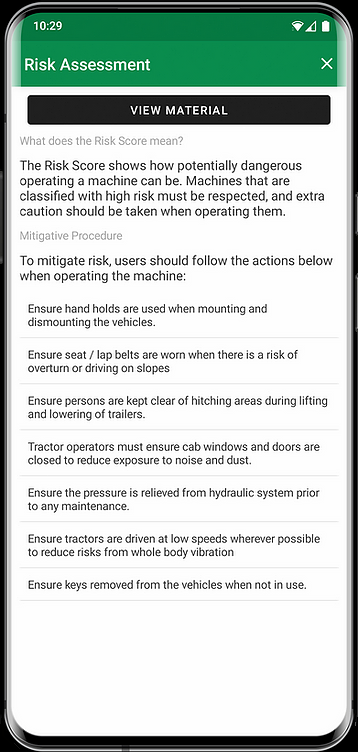 10:29
Risk Assessment
VIEW MATERIAL
What does the Risk Score mean?
The Risk Score shows how potentially dangerous
operating a machine can be. Machines that are
classified with high risk must be respected, and extra
caution should be taken when operating them.
Mitigative Procedure
To mitigate risk, users should follow the actions below
when operating the machine:
Ensure hand holds are used when mounting and
dismounting the vehicles.
Ensure seat / lap belts are worn when there is a risk of
overturn or driving on slopes
Ensure persons are kept clear of hitching areas during lifting
and lowering of trailers.
Tractor operators must ensure cab windows and doors are
closed to reduce exposure to noise and dust.
Ensure the pressure is relieved from hydraulic system prior
to any maintenance.
Ensure tractors are driven at low speeds wherever possible
to reduce risks from whole body vibration
Ensure keys removed from the vehicles when not in use.